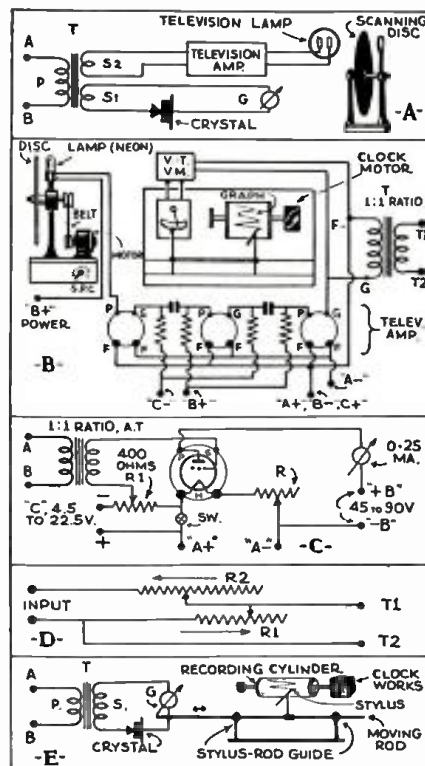 TELEVISION LAMP
SCANNING DISC
A
T
P
S2
TELEVISION AMP.
S1
G
B
CRYSTAL
-A-
DISC
LAMP (NEON)
V.T. V.M.
CLOCK MOTOR
GRAPH
T
1:1 RATIO
BELT
MOTOR
F-
T1
G
T2
S.P.C.
"B+" POWER
P G P G P G
F F F F F F
TELEV. AMP.
-B-
"C-" "B+" "A+, B-, C+" "A-"
1:1 RATIO, A.T.
A
B
400 OHMS R1
P G
H
R
0-25 MA.
"C", 4.5 TO 22.5V.
-
+
SW.
"A+" "A-"
-C-
"+B"
45 TO 90V
"-B"
R2
INPUT
T1
-D-
R1
T2
A
T
P.
S.
G
B
CRYSTAL
-E-
RECORDING CYLINDER
CLOCK WORKS
STYLUS
STYLUS-ROD GUIDE
MOVING ROD